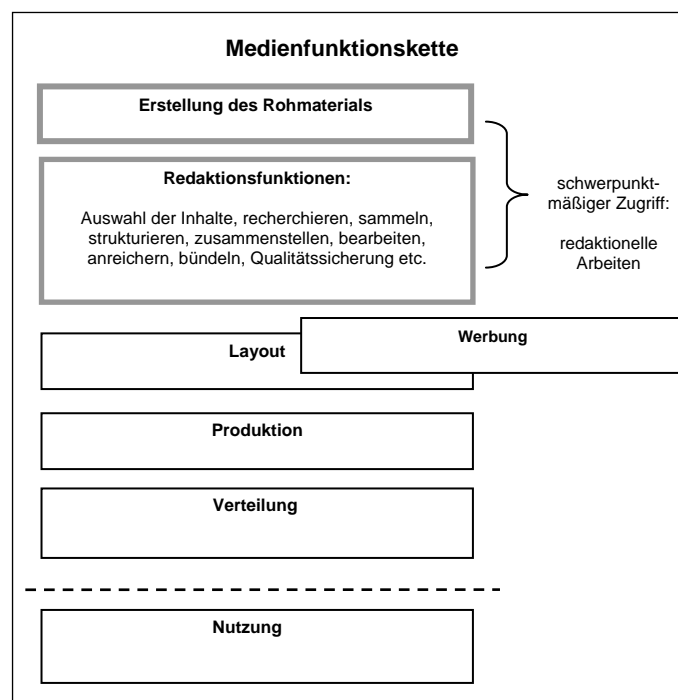 Medienfunktionskette
Erstellung des Rohmaterials
Redaktionsfunktionen:
Auswahl der Inhalte, recherchieren, sammeln,
strukturieren, zusammenstellen, bearbeiten,
anreichern, bündeln, Qualitätssicherung etc.
schwerpunkt-
mäßiger Zugriff:
redaktionelle
Arbeiten
Werbung
Layout
Produktion
Verteilung
Nutzung